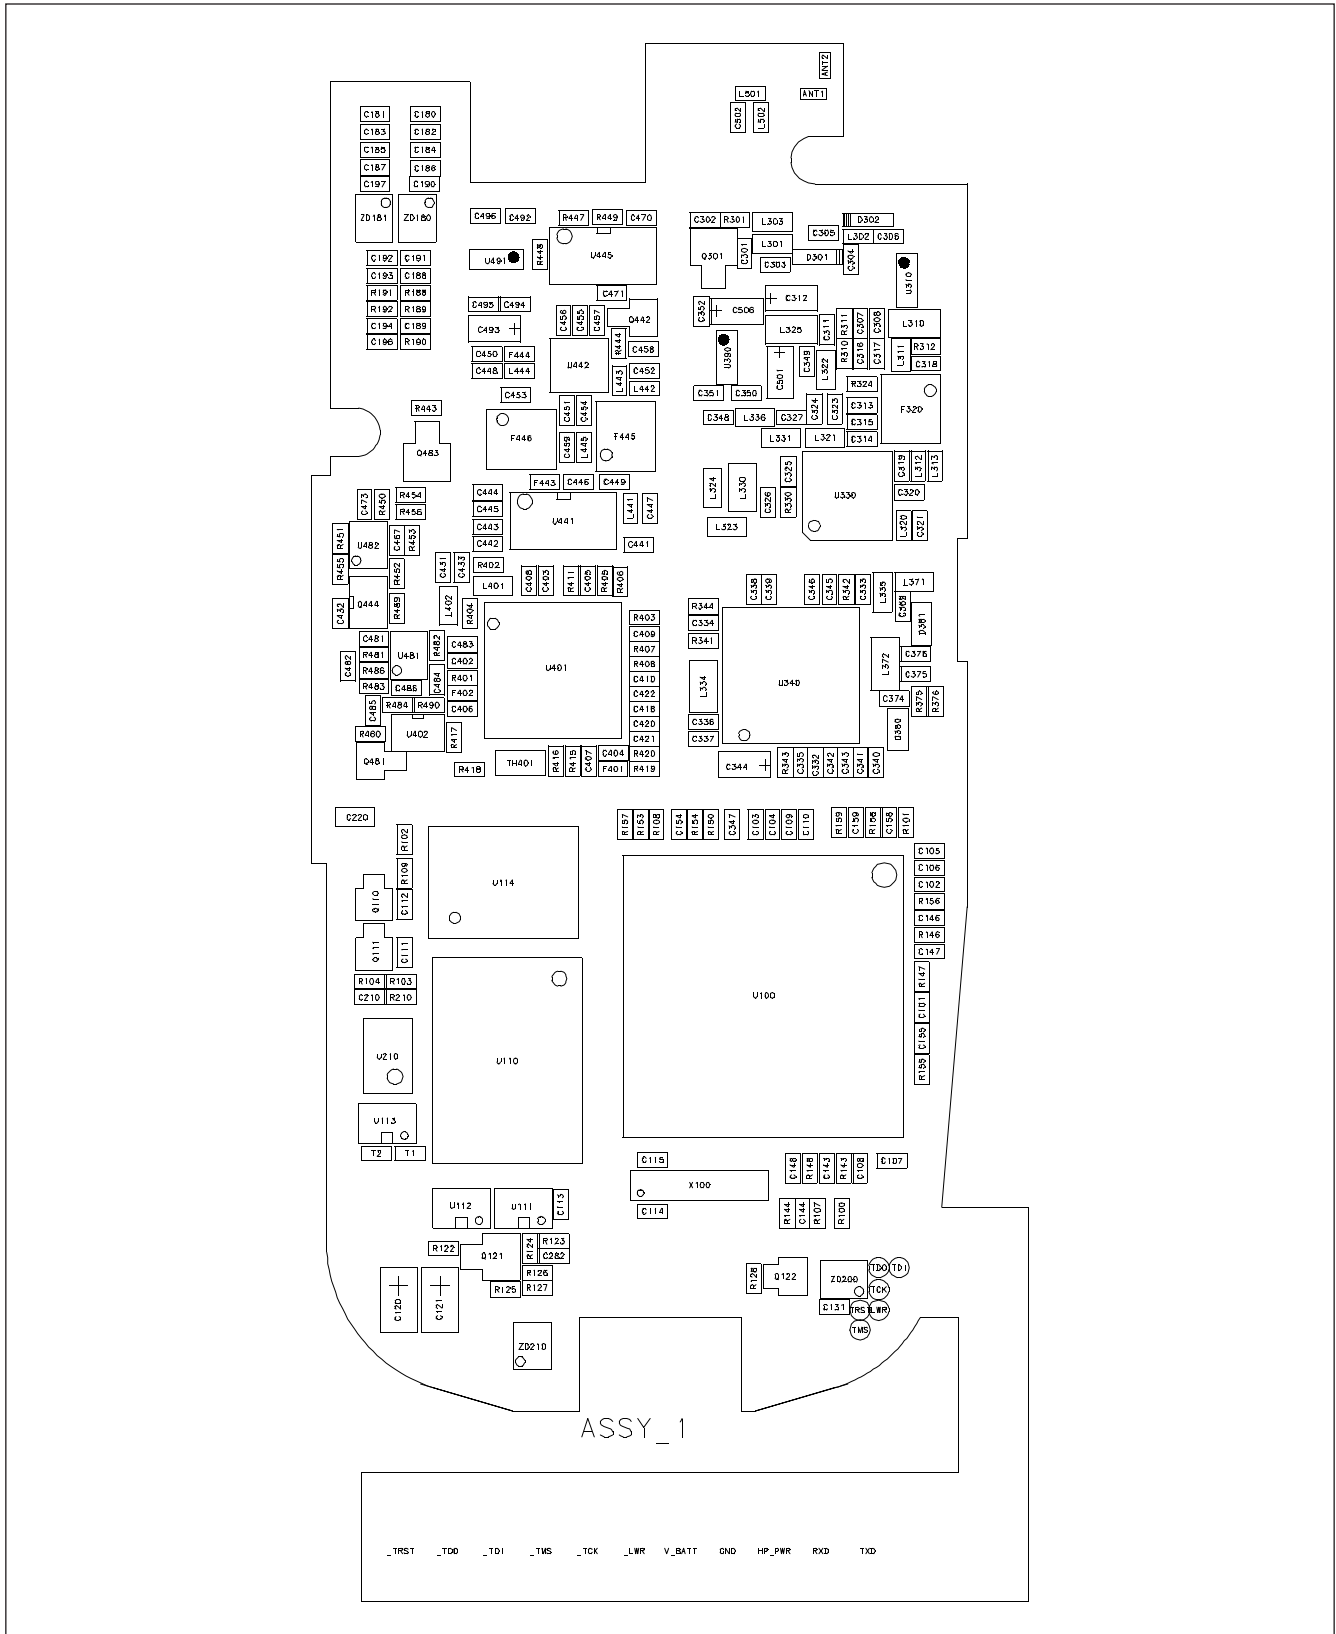 ANT2
L501 ANT1
C502 L502
C181 C180
C183 C182
C185 C184
C187 C186
C197 C190
ZD181 ZD180
C496 C492 R447 R449 C470 C302 R301 L303 D302
C305 L302 C306
U491 R448 U445 Q301 C301 L301 C303 D301 C304
C192 C191
C193 C188
R191 R188
R192 R189
C194 C189
C196 R190
U310
C471
C495 C494 C456 C455 C457 Q442 C352 C506 C312
C493 L325 C311 R311 C307 C308 L310
R444 C458
C450 F444 U442 U390 C349 L322 R310 C316 C317 L311 R312
C448 L444 L443 C452 C318
L442 C501 R324 F320
C453 C351 C350
R443 C451 C454 C348 L336 C327 C324 C323 C313
C315
F446 C459 L445 F445 L331 L321 C314
Q483
F443 C446 C449 L324 L330 C325 C319 L312 L313
C473 R450 R454 C444 C326 R330 U330 C320
R456 C445 U441 L441 C447
C443 L323 L320 C321
R451 U482 C467 R453 C442 C441
R455 R452 C431 C433 R402
L401 C408 C403 R411 C405 R405 R406 C338 C339 C346 C345 R342 C333 L335 L371
C432 Q444 R489 L402 R404 R344 D381
R403 C334
C481 U481 R482 C483 C409 R341
C482 R481 C402 R407 L372 C376
R486 U401 R408
R483 C484 R401 C410 L334 U340 C375
F402 C422
C485 R484 R490 C406 C418 C374 R375 R376
C420 C336
R460 U402 R417 C421 C337 D380
Q481 R418 TH401 R416 R415 C407 C404 R420 C344 R343 C335 C332 C342 C343 C341 C340
F401 R419
C220 R157 R153 R108 C154 R154 R150 C347 C103 C104 C109 C110 R159 C159 R158 C158 R101
R102
C105
R109 C106
Q110 C112 U114 C102
R156
C146
Q111 C111 R146
C147
R104 R103 R147
C210 R210 U100 C101
U210 U110 C155
R155
U113
T2 T1
C115 C148 R148 C143 R143 C108 C107
X100
U112 U111 C113 C114 R144 C144 R107 R100
R122 Q121 R124 R123
C282
R126 R128 Q122 ZD200 TDO TDI
R125 R127 TCK
C120 C121 C131 TRST LWR
TMS
ZD210
ASSY_1
_TRST _TDO _TDI _TMS _TCK _LWR V_BATT GND HP_PWR RXD TXD